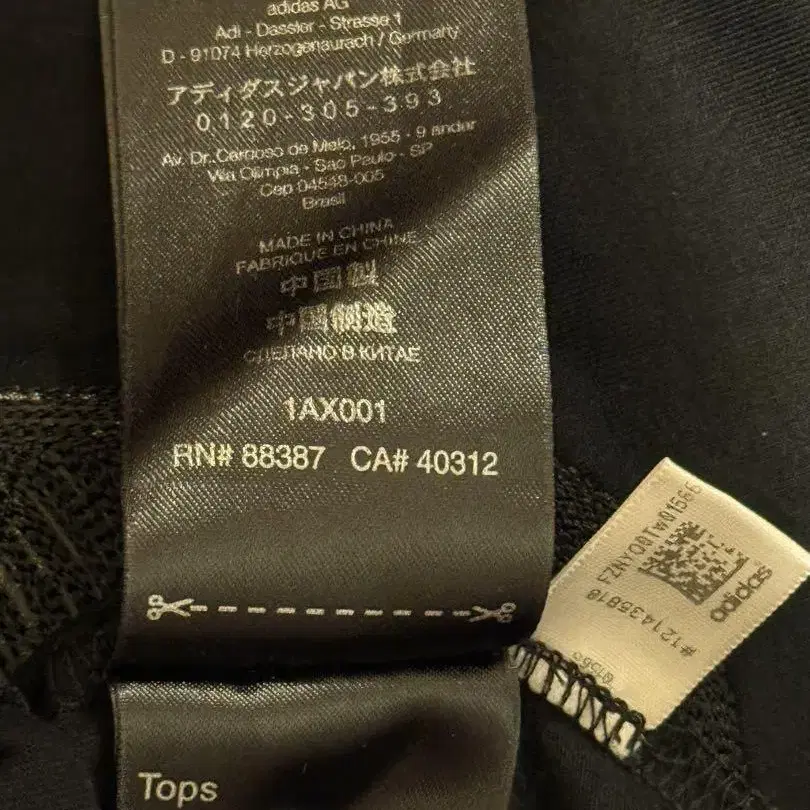 adidas AG
Adi - Dassler - Strasse 1
D - 91074 Herzogenaurach / Germany
アディダスジャパン株式会社
0120-305-393
Av. Dr. Cardoso de Melo, 1955 - 9 andar
Vila Olimpia - Sao Paulo - SP
Cep 04548-005
Brasil
MADE IN CHINA
FABRIQUE EN CHINE
中国製
中国制造
СДЕЛАНО В КИТАЕ
1AX001
RN# 88387 CA# 40312
Tops
adidas
#121435818